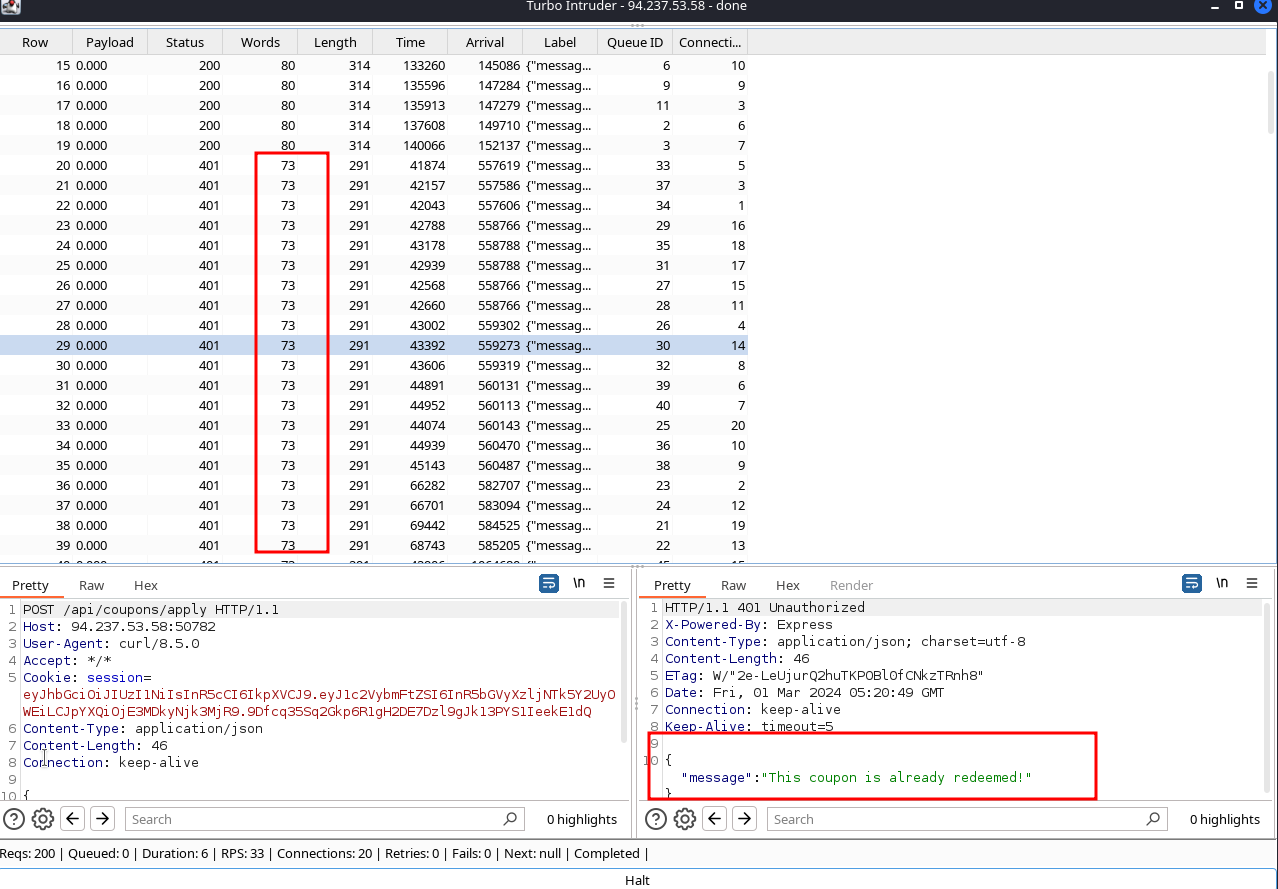 Turbo Intruder - 94.237.53.58 - done
Row Payload Status Words Length Time Arrival Label Queue ID Connecti...
15 0.000 200 80 314 133260 145086 {"messag... 6 10
16 0.000 200 80 314 135596 147284 {"messag... 9 9
17 0.000 200 80 314 135913 147279 {"messag... 11 3
18 0.000 200 80 314 137608 149710 {"messag... 2 6
19 0.000 200 80 314 140066 152137 {"messag... 3 7
20 0.000 401 73 291 41874 557619 {"messag... 33 5
21 0.000 401 73 291 42157 557586 {"messag... 37 3
22 0.000 401 73 291 42043 557606 {"messag... 34 1
23 0.000 401 73 291 42788 558766 {"messag... 29 16
24 0.000 401 73 291 43178 558788 {"messag... 35 18
25 0.000 401 73 291 42939 558788 {"messag... 31 17
26 0.000 401 73 291 42568 558766 {"messag... 27 15
27 0.000 401 73 291 42660 558766 {"messag... 28 11
28 0.000 401 73 291 43002 559302 {"messag... 26 4
29 0.000 401 73 291 43392 559273 {"messag... 30 14
30 0.000 401 73 291 43606 559319 {"messag... 32 8
31 0.000 401 73 291 44891 560131 {"messag... 39 6
32 0.000 401 73 291 44952 560113 {"messag... 40 7
33 0.000 401 73 291 44074 560143 {"messag... 25 20
34 0.000 401 73 291 44939 560470 {"messag... 36 10
35 0.000 401 73 291 45143 560487 {"messag... 38 9
36 0.000 401 73 291 66282 582707 {"messag... 23 2
37 0.000 401 73 291 66701 583094 {"messag... 24 12
38 0.000 401 73 291 69442 584525 {"messag... 21 19
39 0.000 401 73 291 68743 585205 {"messag... 22 13
Pretty Raw Hex \n
1 POST /api/coupons/apply HTTP/1.1
2 Host: 94.237.53.58:50782
3 User-Agent: curl/8.5.0
4 Accept: */*
5 Cookie: session=
eyJhbGciOiJIUzI1NiIsInR5cCI6IkpXVCJ9.eyJ1c2VybmFtZSI6InR5bGVyXzljNTk5Y2UyO
WEiLCJpYXQiOjE3MDkyNjk3MjR9.9Dfcq35Sq2Gkp6R1gH2DE7Dzl9gJk13PYS1IeekE1dQ
6 Content-Type: application/json
7 Content-Length: 46
8 Connection: keep-alive
9
10 {
Search 0 highlights
Pretty Raw Hex Render \n
1 HTTP/1.1 401 Unauthorized
2 X-Powered-By: Express
3 Content-Type: application/json; charset=utf-8
4 Content-Length: 46
5 ETag: W/"2e-LeUjurQ2huTKPOBl0fCNkzTRnh8"
6 Date: Fri, 01 Mar 2024 05:20:49 GMT
7 Connection: keep-alive
8 Keep-Alive: timeout=5
9
10 {
"message":"This coupon is already redeemed!"
}
Search 0 highlights
Reqs: 200 | Queued: 0 | Duration: 6 | RPS: 33 | Connections: 20 | Retries: 0 | Fails: 0 | Next: null | Completed |
Halt